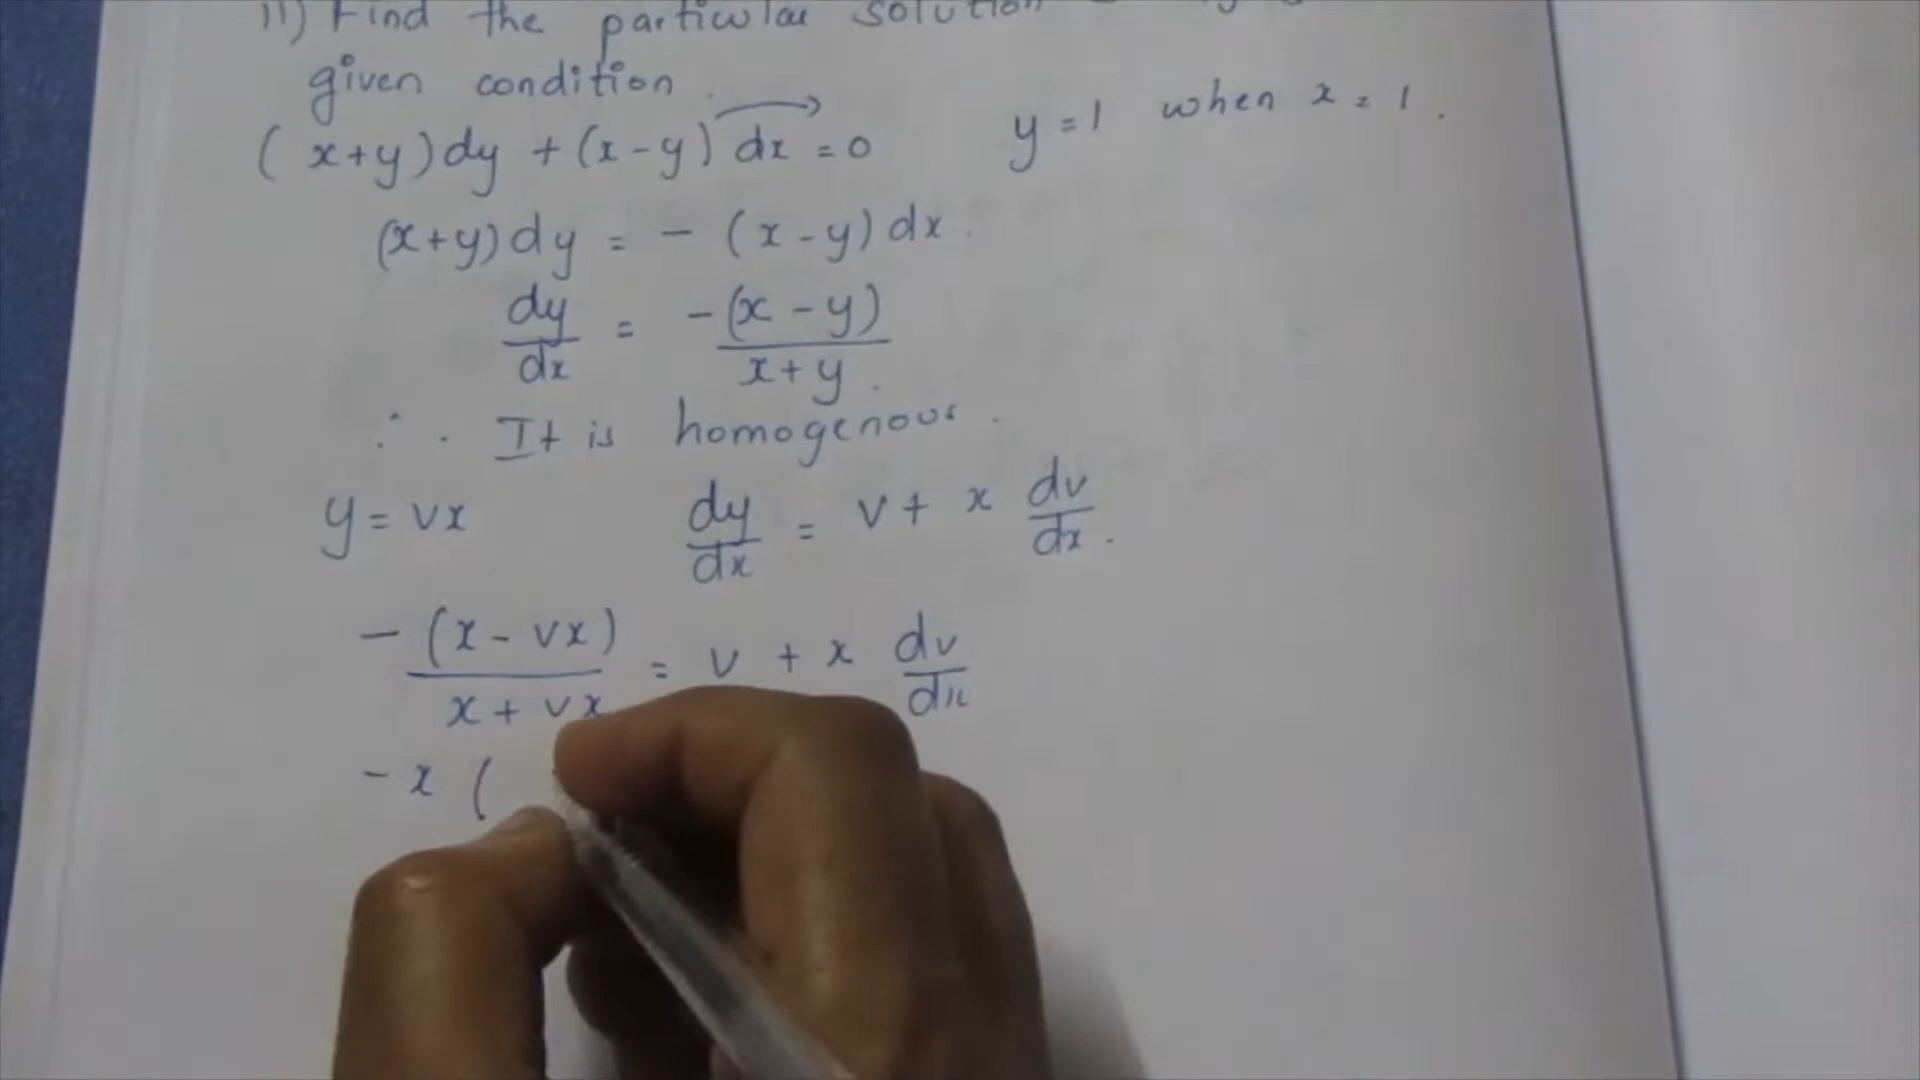 11) Find the particular solution
given condition.
(x+y)dy + (x-y) dx = 0 y = 1 when x = 1.
(x+y)dy = - (x-y) dx.
dy/dx = -(x-y)/x+y.
∴ It is homogenous.
y = vx dy/dx = v + x dv/dx.
-(x-vx)/x+vx = v + x dv/dx
-x (